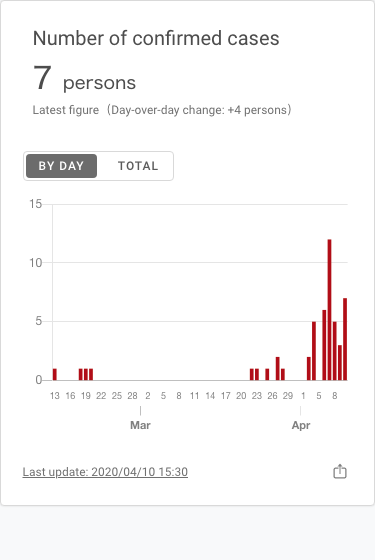 Number of confirmed cases
7 persons
Latest figure（Day-over-day change: +4 persons）
BY DAY TOTAL
15
10
5
0
13 16 19 22 25 28 2 5 8 11 14 17 20 23 26 29 1 5 8
Mar Apr
Last update: 2020/04/10 15:30